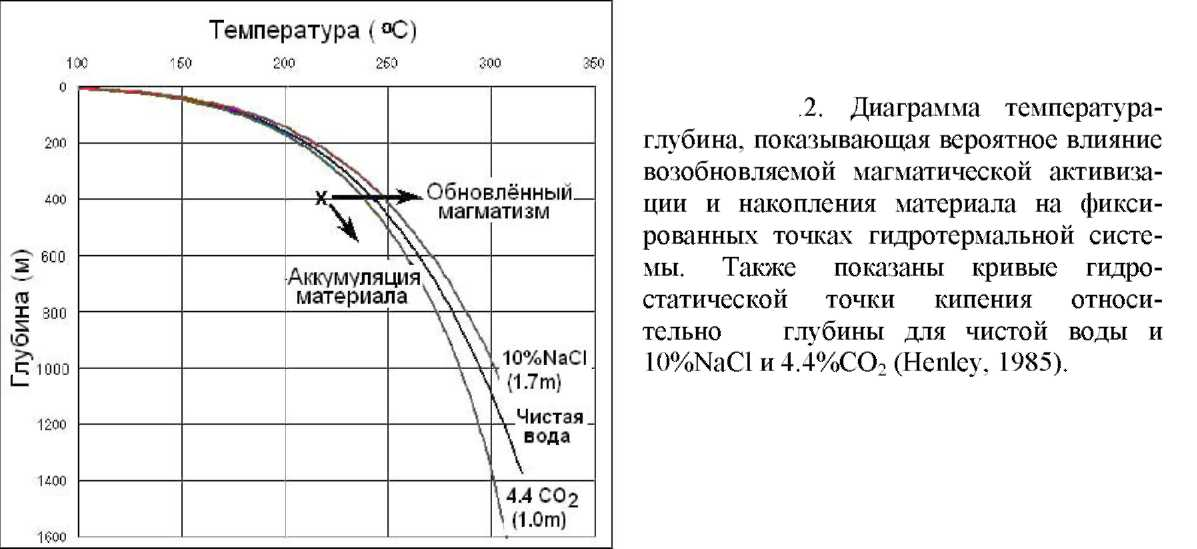 Температура (ºC)
100 150 200 250 300 350
0
200
400
600
800
1000
1200
1400
1600
Глубина (м)
X
Обновлённый
магматизм
Аккумуляция
материала
10%NaCl
(1.7m)
Чистая
вода
4.4 CO2
(1.0m)
.2. Диаграмма температура-
глубина, показывающая вероятное влияние
возобновляемой магматической активиза-
ции и накопления материала на фикси-
рованных точках гидротермальной систе-
мы. Также показаны кривые гидро-
статической точки кипения относи-
тельно глубины для чистой воды и
10%NaCl и 4.4%CO₂ (Henley, 1985).